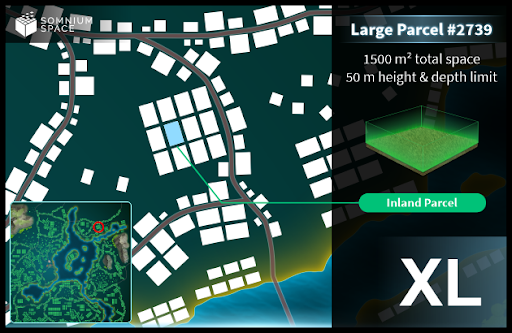 SOMNIUM
SPACE
Large Parcel #2739
1500 m² total space
50 m height & depth limit
Inland Parcel
XL